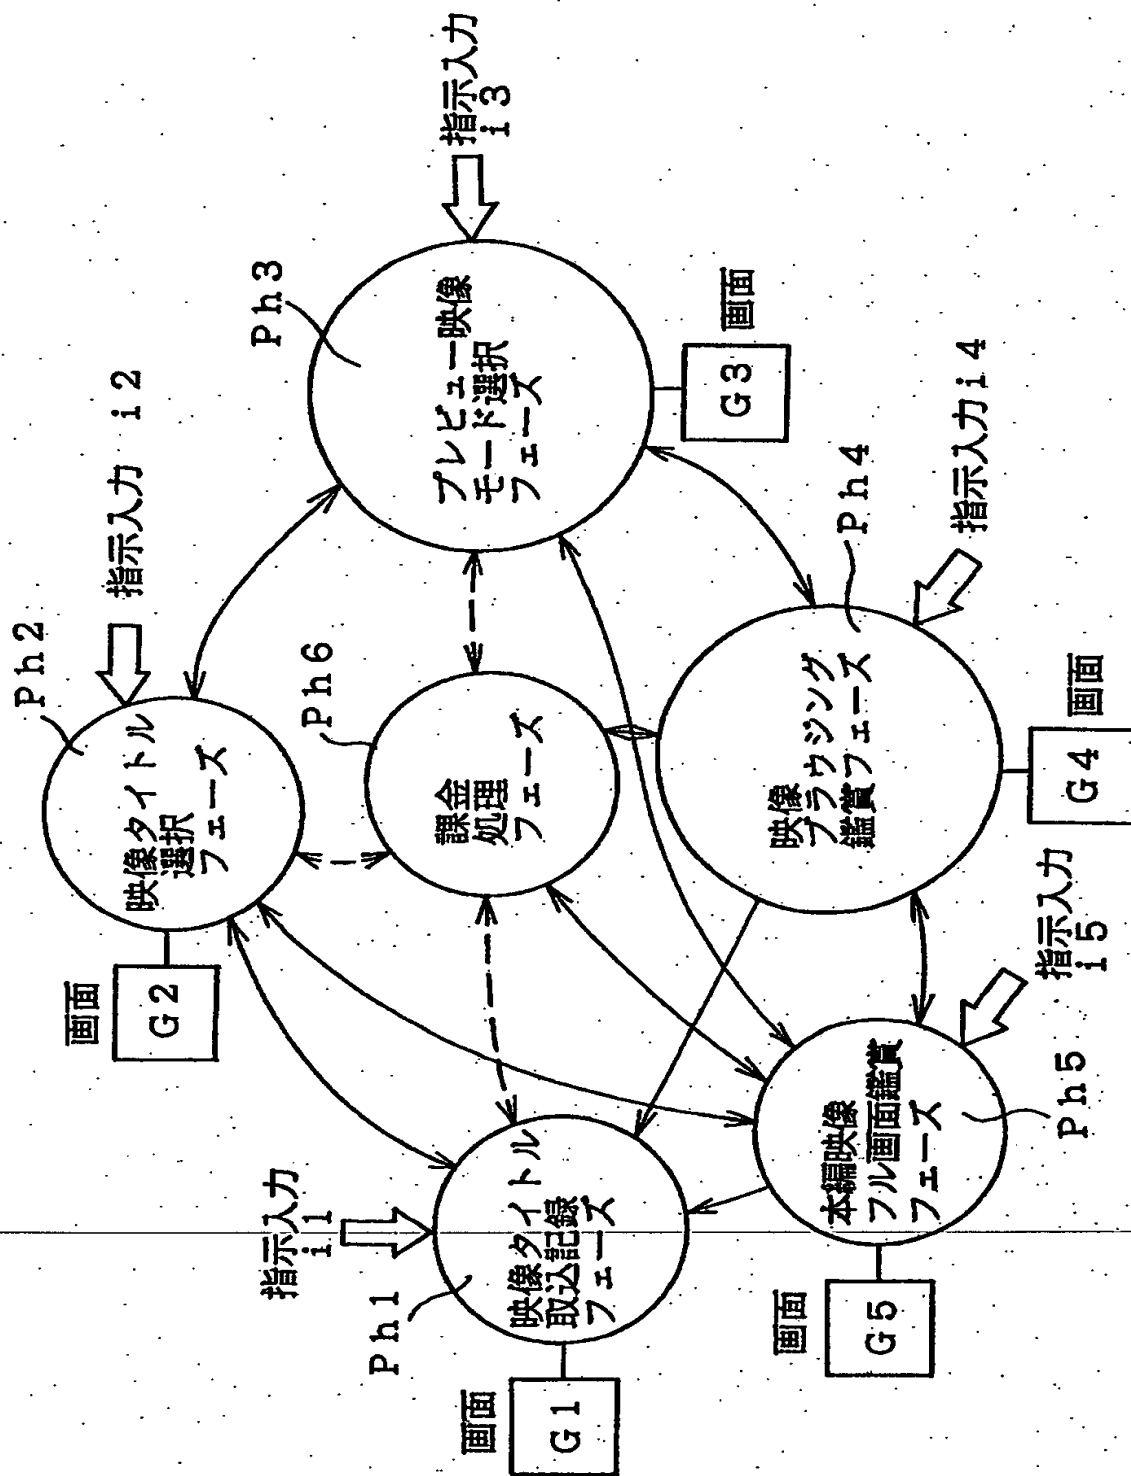 Ph2
画面
G2
指示入力 i2
映像タイトル
選択
フェーズ
指示入力
i1
Ph6
Ph3
Ph1
映像タイトル
取込記録
フェーズ
画面
G1
課金
処理
フェーズ
プレビュー映像
モード選択
フェーズ
指示入力
i3
画面
G3
映像
ブラウジング
鑑賞フェーズ
Ph4
指示入力i4
画面
G4
本編映像
フル画面鑑賞
フェーズ
画面
G5
指示入力
i5
Ph5